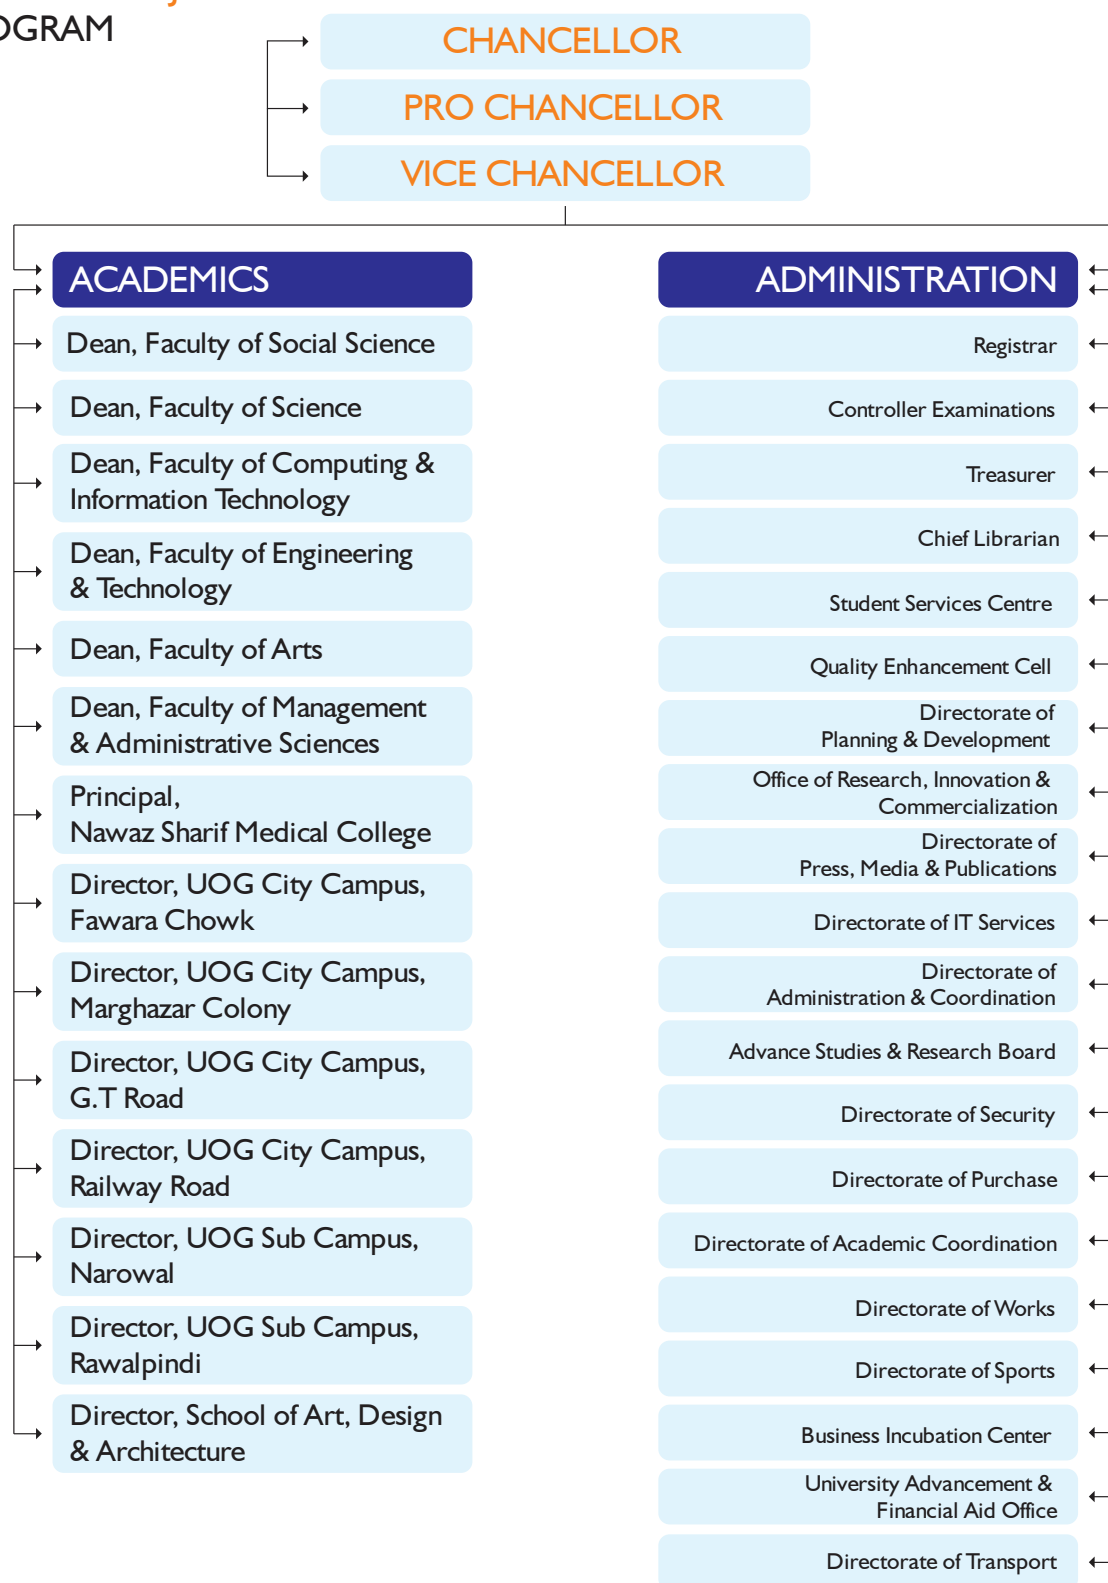 OGRAM
CHANCELLOR
PRO CHANCELLOR
VICE CHANCELLOR
ACADEMICS
Dean, Faculty of Social Science
Dean, Faculty of Science
Dean, Faculty of Computing &
Information Technology
Dean, Faculty of Engineering
& Technology
Dean, Faculty of Arts
Dean, Faculty of Management
& Administrative Sciences
Principal,
Nawaz Sharif Medical College
Director, UOG City Campus,
Fawara Chowk
Director, UOG City Campus,
Marghazar Colony
Director, UOG City Campus,
G.T Road
Director, UOG City Campus,
Railway Road
Director, UOG Sub Campus,
Narowal
Director, UOG Sub Campus,
Rawalpindi
Director, School of Art, Design
& Architecture
ADMINISTRATION
Registrar
Controller Examinations
Treasurer
Chief Librarian
Student Services Centre
Quality Enhancement Cell
Directorate of
Planning & Development
Office of Research, Innovation &
Commercialization
Directorate of
Press, Media & Publications
Directorate of IT Services
Directorate of
Administration & Coordination
Advance Studies & Research Board
Directorate of Security
Directorate of Purchase
Directorate of Academic Coordination
Directorate of Works
Directorate of Sports
Business Incubation Center
University Advancement &
Financial Aid Office
Directorate of Transport